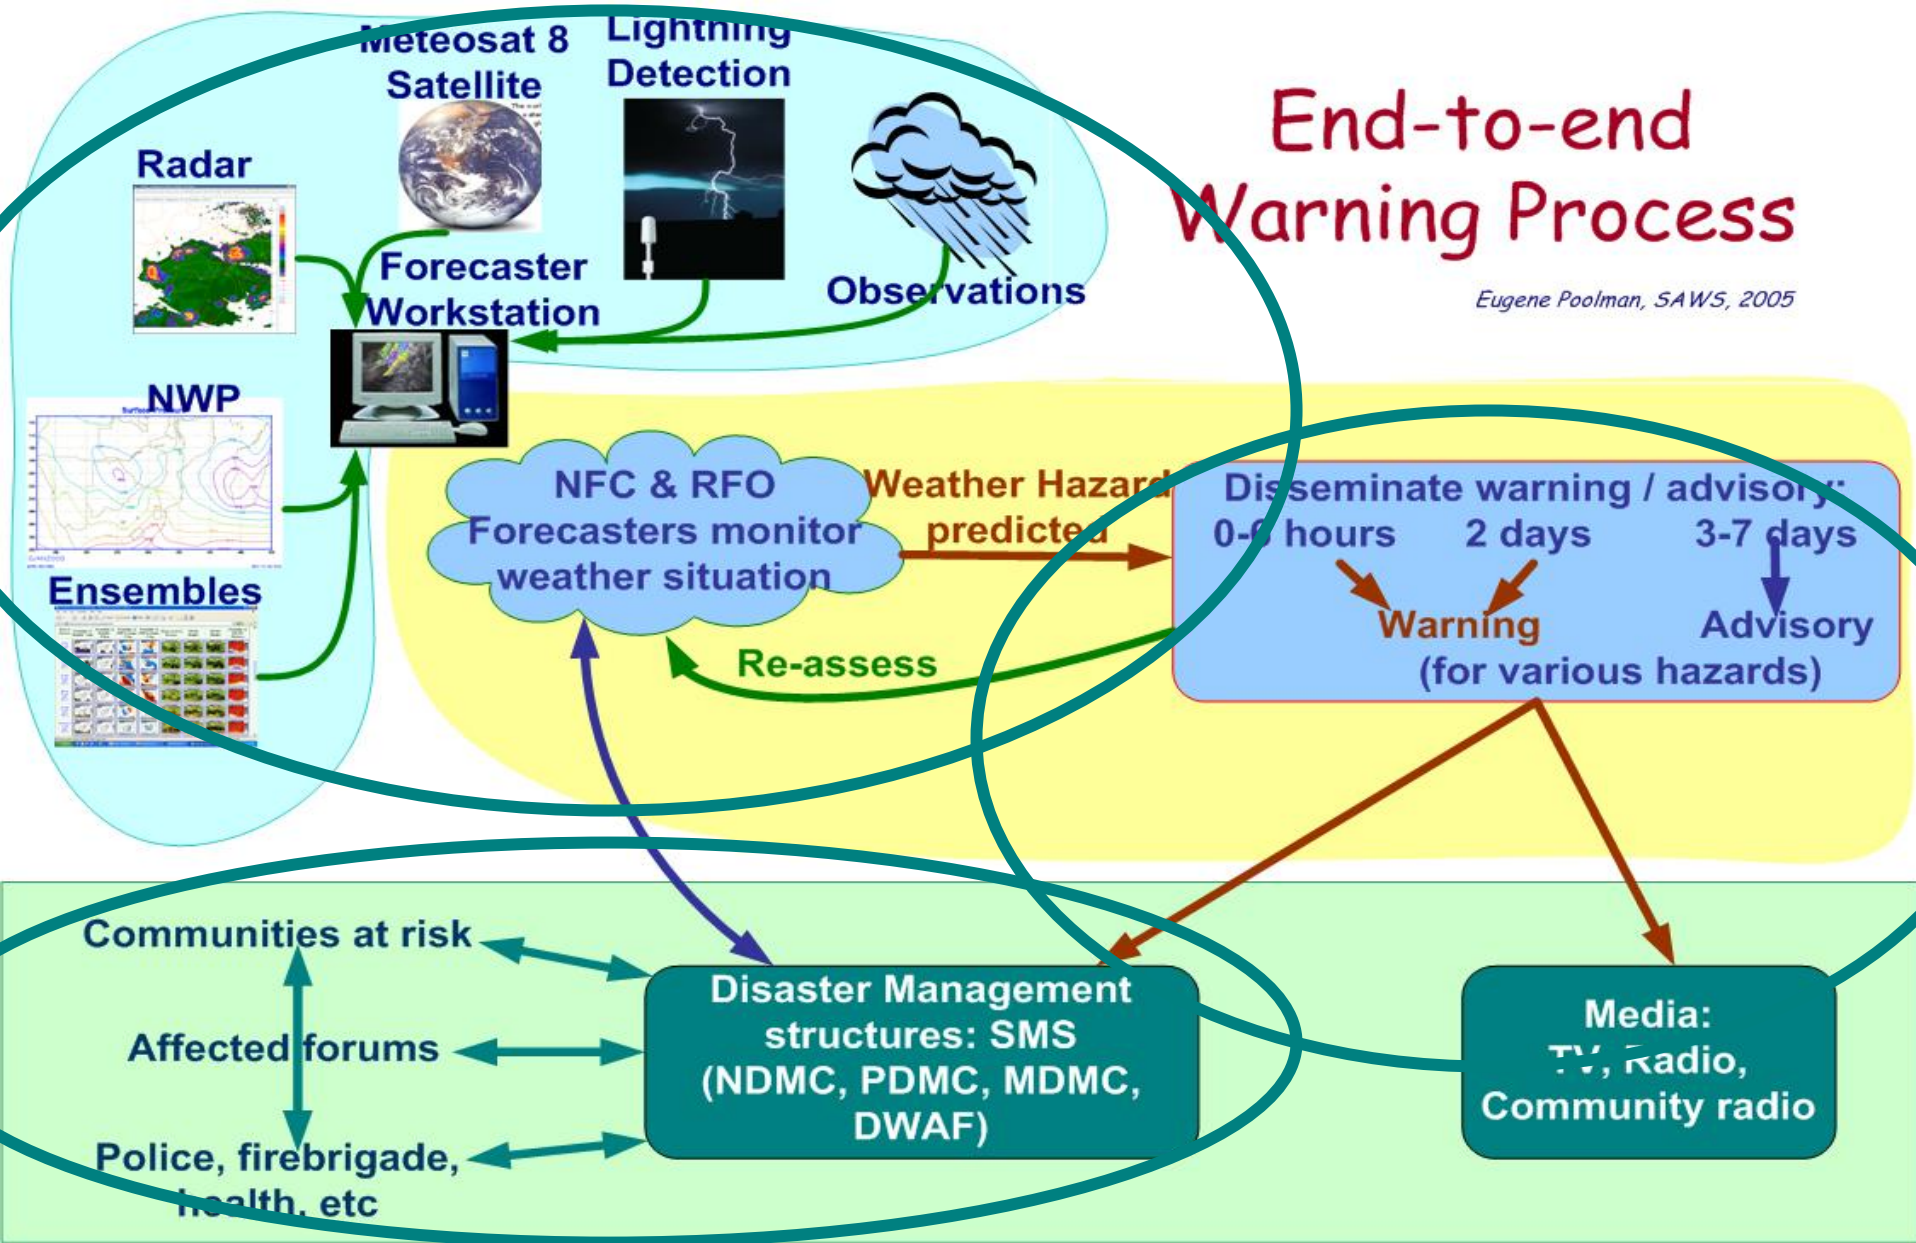 Meteosat 8
Satellite
Lightning
Detection
End-to-end
Warning Process
Eugene Poolman, SAWS, 2005
Radar
Forecaster
Workstation
Observations
NWP
Ensembles
NFC & RFO
Forecasters monitor
weather situation
Weather Hazard
predicted
Re-assess
Disseminate warning / advisory:
0-6 hours 2 days 3-7 days
Warning Advisory
(for various hazards)
Communities at risk
Affected forums
Police, firebrigade,
health, etc
Disaster Management
structures: SMS
(NDMC, PDMC, MDMC,
DWAF)
Media:
TV, Radio,
Community radio